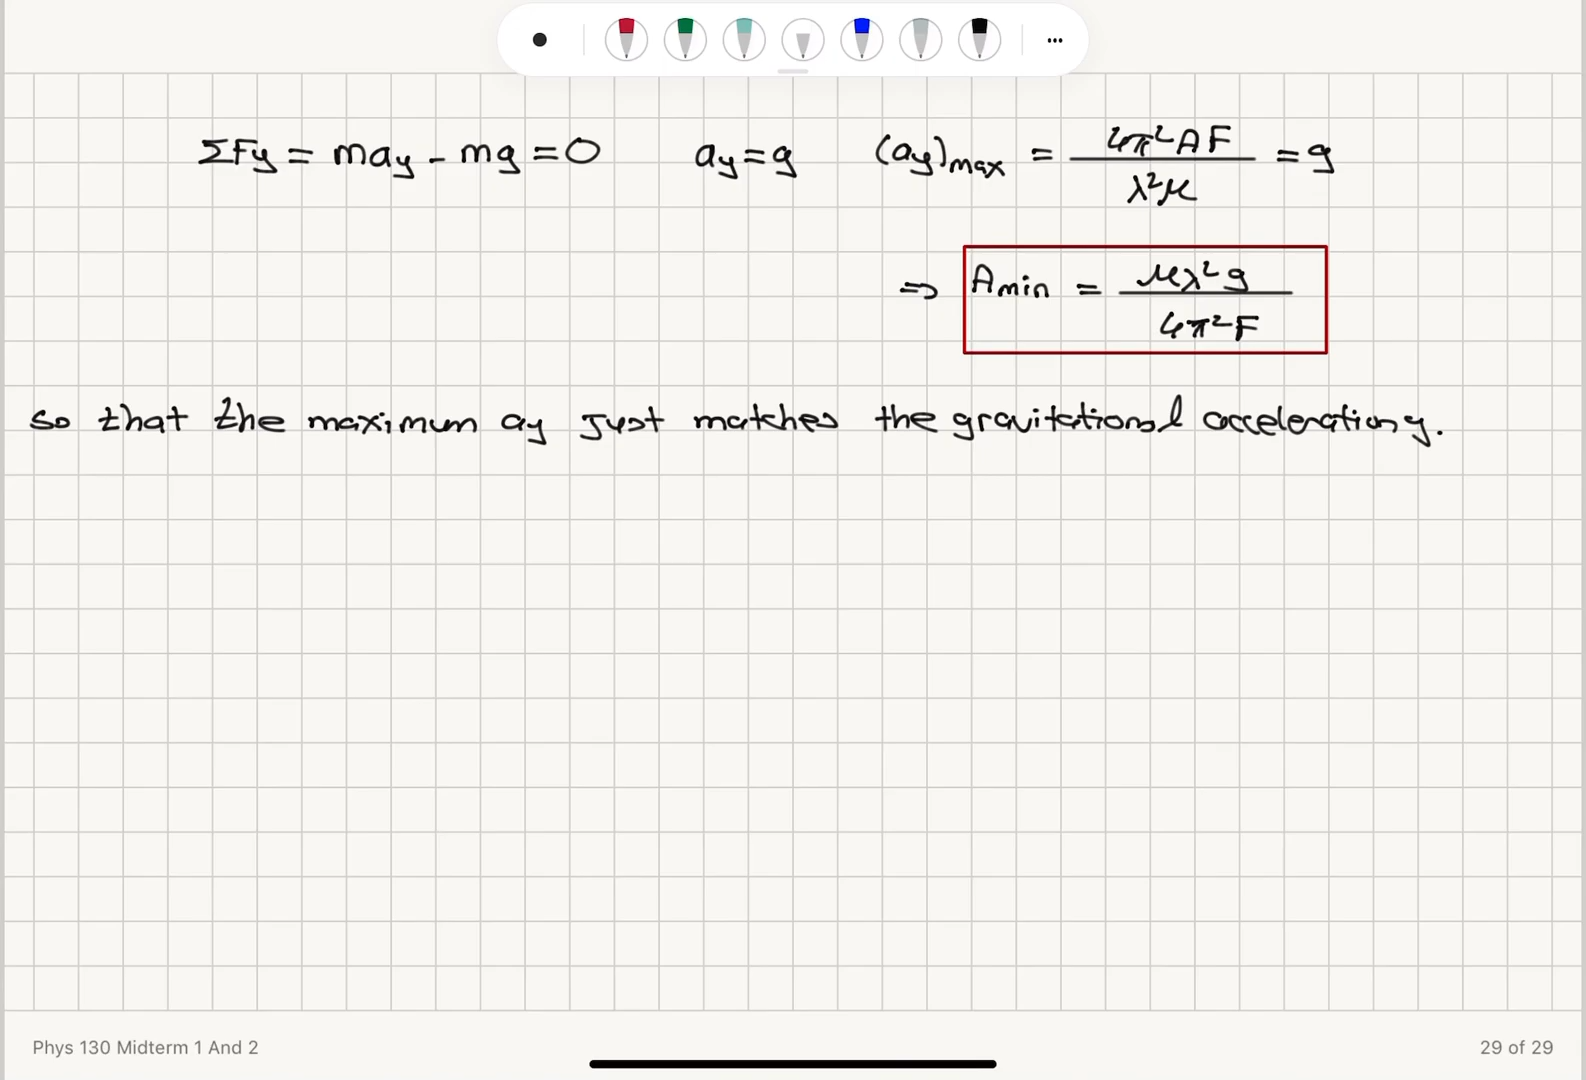 ΣFy = may - mg = 0 ay = g (ay)max = 4π²AF / λ²μ = g
⇒ Amin = μλ²g / 4π²F
so that the maximum ay just matches the gravitational acceleration g.
Phys 130 Midterm 1 And 2
29 of 29